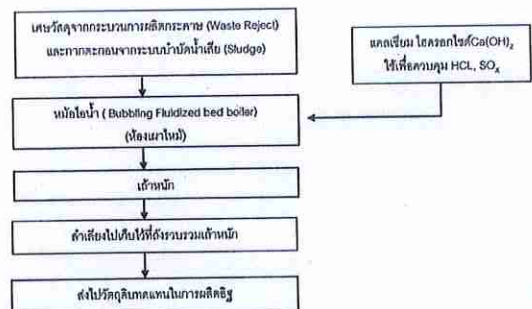 เศษวัสดุจากกระบวนการผลิตกระดาษ (Waste Reject)
และกากตะกอนจากระบบบำบัดน้ำเสีย (Sludge)
แคลเซียม ไฮดรอกไซด์Ca(OH)₂
ใช้เพื่อควบคุม HCL, SOₓ
หม้อไอน้ำ ( Bubbling Fluidized bed boiler)
(ห้องเผาไหม้)
เถ้าหนัก
ลำเลียงไปเก็บไว้ที่ถังรวบรวมเถ้าหนัก
ส่งไปวัตถุดิบทดแทนในการผลิตอิฐ